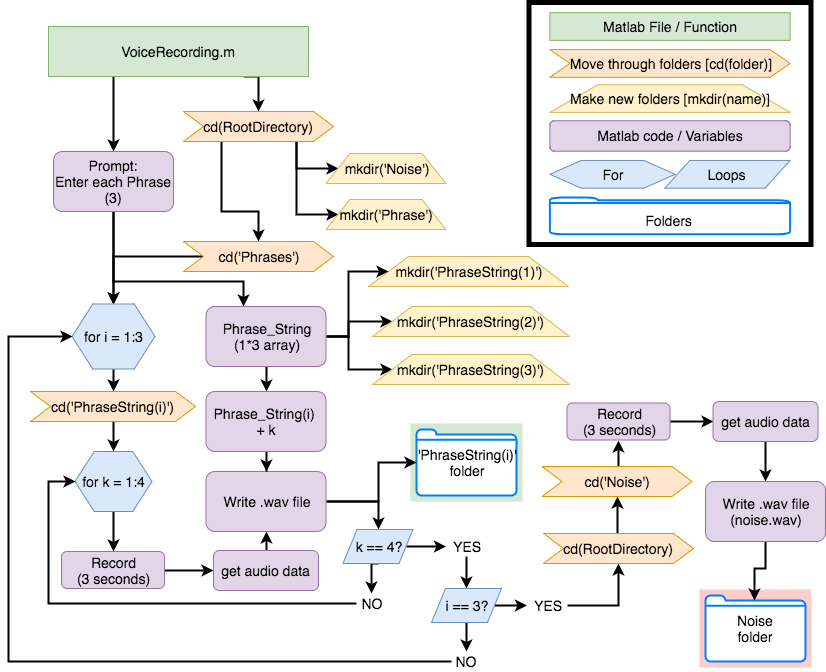 VoiceRecording.m
Matlab File / Function
Move through folders [cd(folder)]
Make new folders [mkdir(name)]
Matlab code / Variables
For
Loops
Folders
cd(RootDirectory)
Prompt:
Enter each Phrase
(3)
mkdir('Noise')
mkdir('Phrase')
cd('Phrases')
mkdir('PhraseString(1)')
mkdir('PhraseString(2)')
mkdir('PhraseString(3)')
for i = 1:3
Phrase_String
(1*3 array)
cd('PhraseString(i)')
Phrase_String(i)
+ k
for k = 1:4
Write .wav file
'PhraseString(i)'
folder
Record
(3 seconds)
get audio data
k == 4?
YES
NO
i == 3?
YES
NO
cd(RootDirectory)
cd('Noise')
Record
(3 seconds)
get audio data
Write .wav file
(noise.wav)
Noise
folder